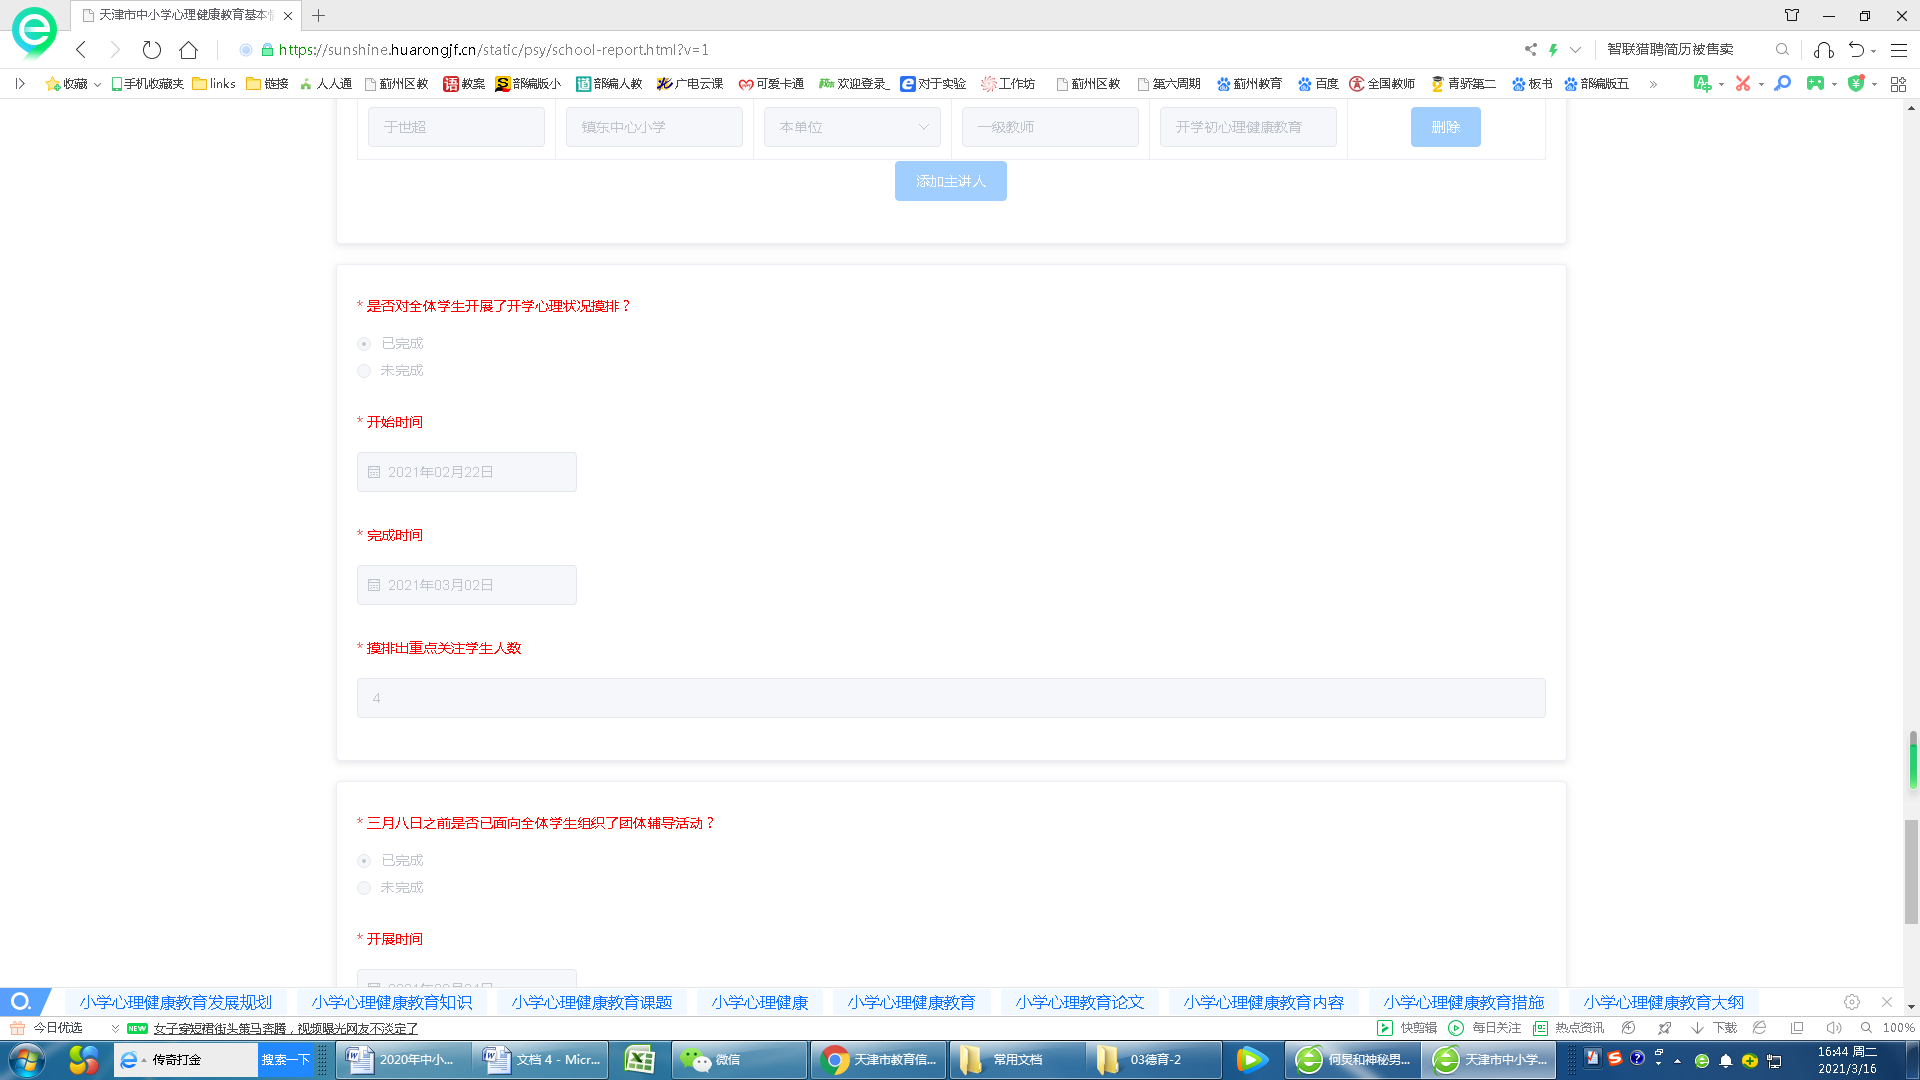 天津市中小学心理健康教育基本情
https://sunshine.huarongjf.cn/static/psy/school-report.html?v=1
智联猎聘简历被售卖
收藏 手机收藏夹 links 链接 人人通 蓟州区教 教案 部编版小 部编人教 广电云课 可爱卡通 欢迎登录_ 对于实验 工作坊 蓟州区教 第六周期 蓟州教育 百度 全国教师 青骄第二 板书 部编版五 »
于世超 镇东中心小学 本单位 一级教师 开学初心理健康教育 删除
添加主讲人
* 是否对全体学生开展了开学心理状况摸排？
已完成
未完成
* 开始时间
2021年02月22日
* 完成时间
2021年03月02日
* 摸排出重点关注学生人数
4
* 三月八日之前是否已面向全体学生组织了团体辅导活动？
已完成
未完成
* 开展时间
小学心理健康教育发展规划 小学心理健康教育知识 小学心理健康教育课题 小学心理健康 小学心理健康教育 小学心理教育论文 小学心理健康教育内容 小学心理健康教育措施 小学心理健康教育大纲
今日优选 NEW 女子穿短裙街头策马奔腾，视频曝光网友不淡定了 快剪辑 每日关注 热点资讯 下载 100%
传奇打金 搜索一下 2020年中小... 文档 4 - Micr... 微信 天津市教育信... 常用文档 03德育-2 何炅和神秘男... 天津市中小学...
16:44 周二
2021/3/16